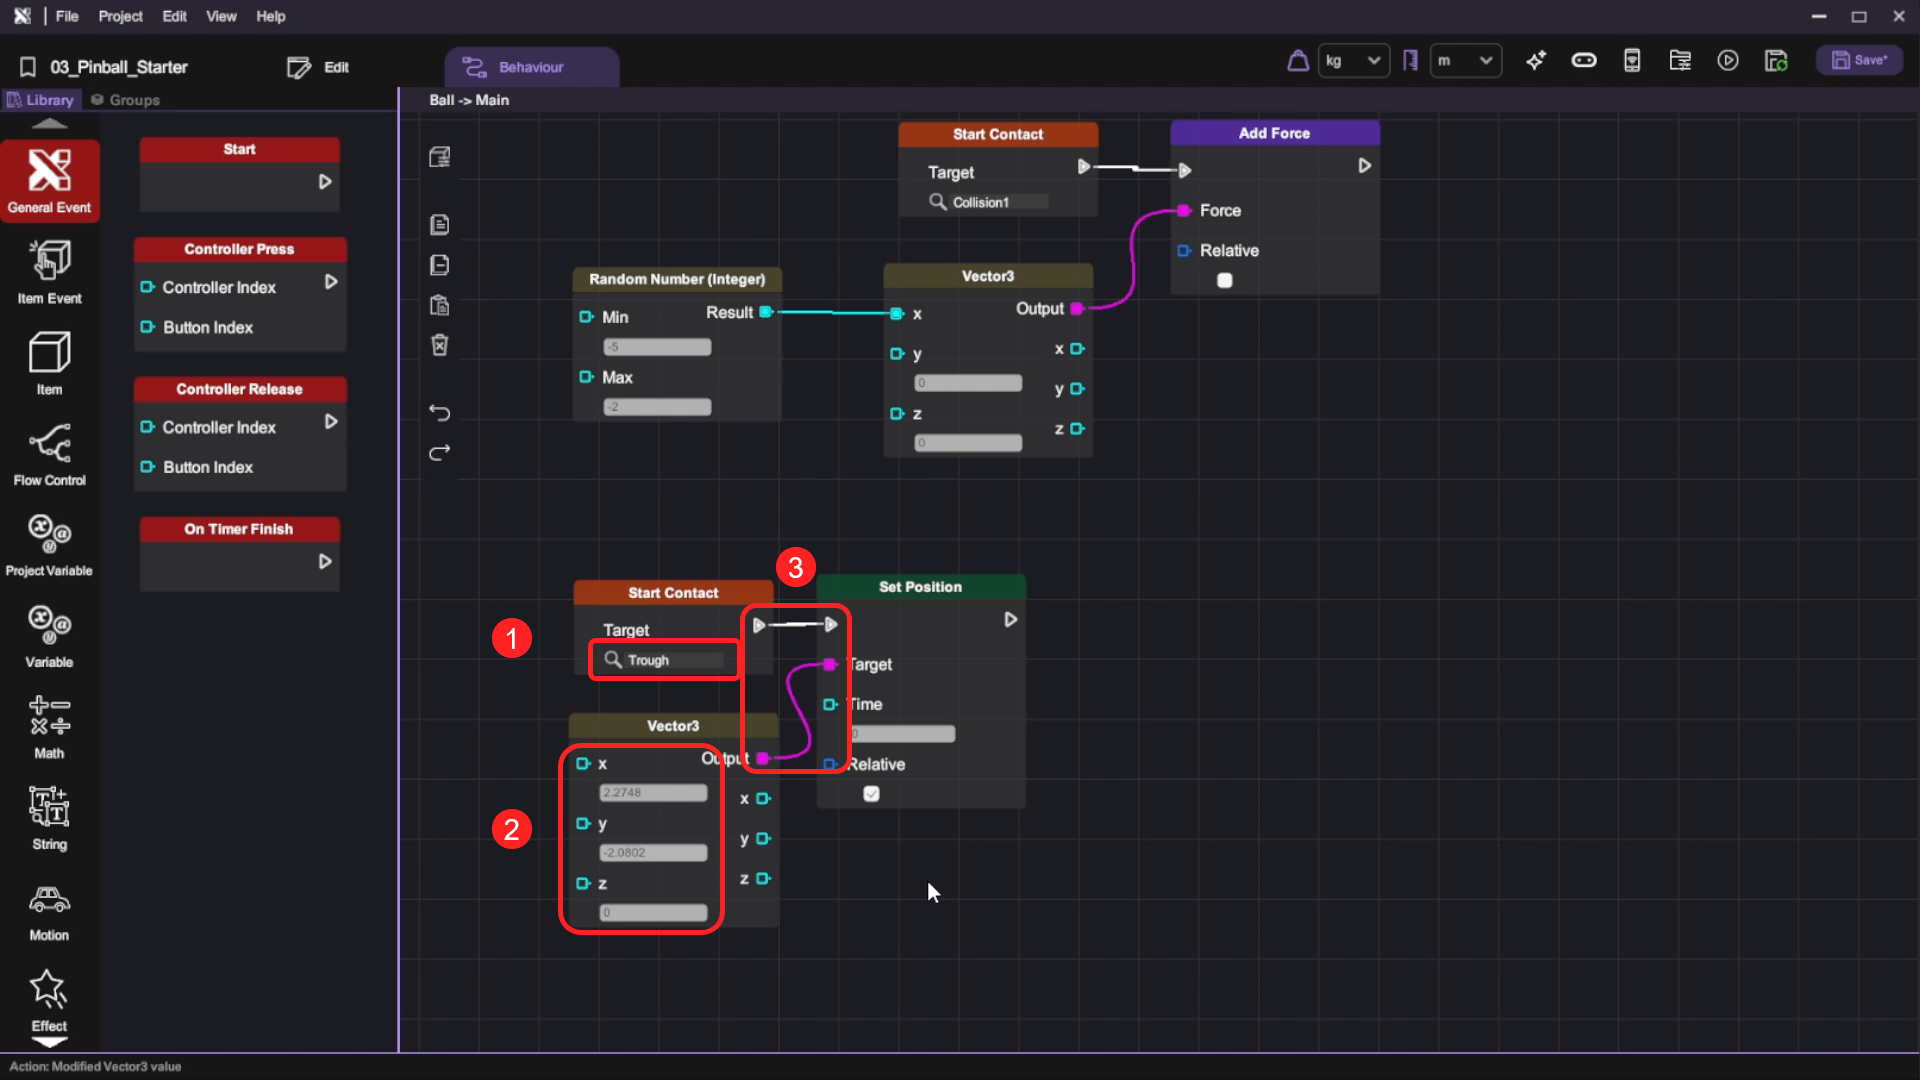 File Project Edit View Help
03_Pinball_Starter
Edit
Behaviour
kg
m
Save*
Library
Groups
Ball -> Main
General Event
Item Event
Item
Flow Control
Project Variable
Variable
Math
String
Motion
Effect
Start
Controller Press
Controller Index
Button Index
Controller Release
Controller Index
Button Index
On Timer Finish
Start Contact
Target
Collision1
Add Force
Force
Relative
Random Number (Integer)
Min
Result
-5
Max
-2
Vector3
x
Output
y
x
0
y
z
z
0
3
Start Contact
1
Target
Trough
Set Position
Target
Time
0
Relative
Vector3
2
x
Output
2.2748
x
y
y
-2.0802
z
z
0
Action: Modified Vector3 value